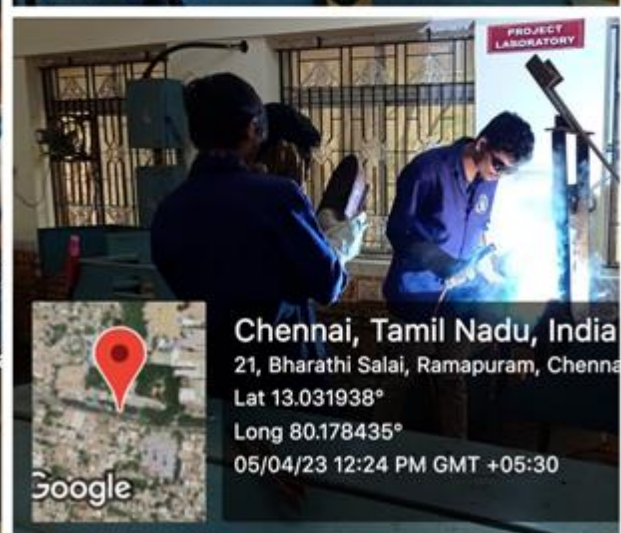 PROJECT
LABORATORY
Chennai, Tamil Nadu, India
21, Bharathi Salai, Ramapuram,
Lat 13.031938°
Long 80.178435°
05/04/23 12:24 PM GMT +05:30
Google